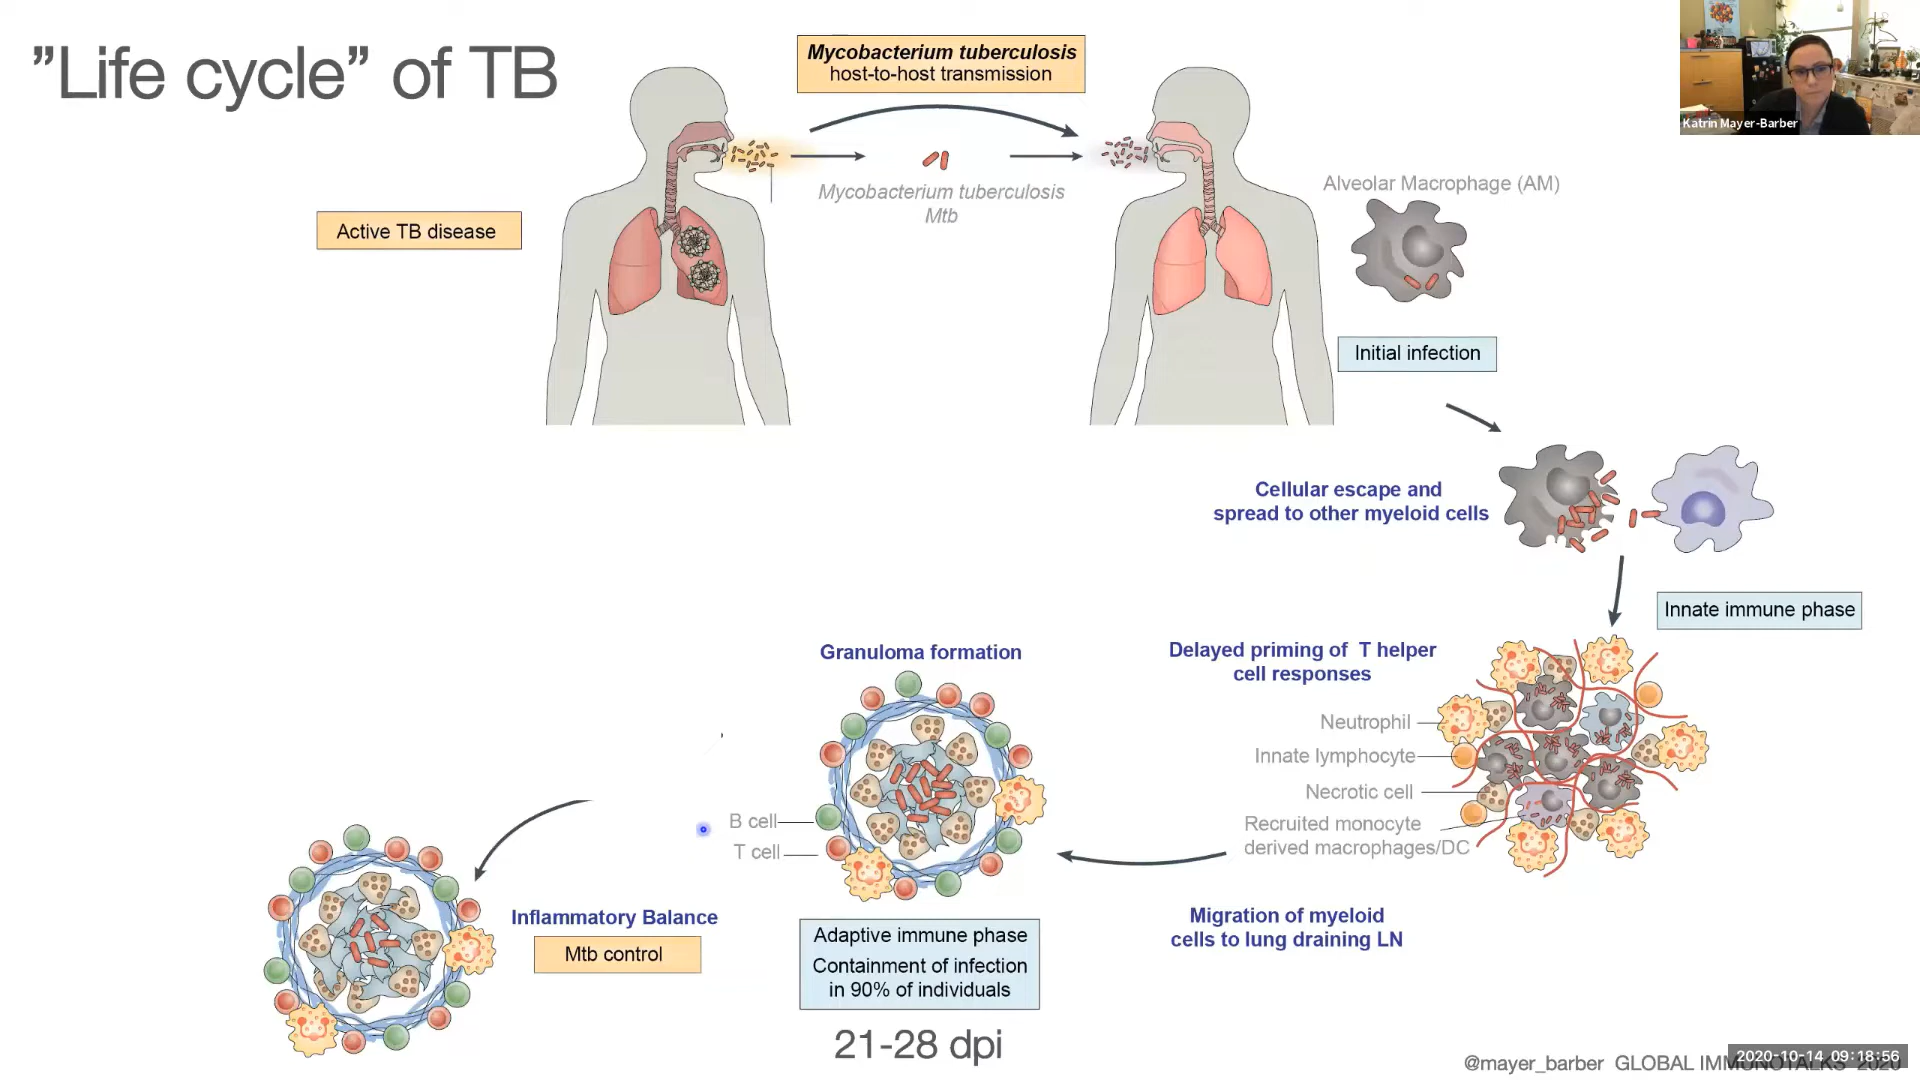 ”Life cycle” of TB
Mycobacterium tuberculosis
host-to-host transmission
Katrin Mayer-Barber
Mycobacterium tuberculosis
Mtb
Alveolar Macrophage (AM)
Active TB disease
Initial infection
Cellular escape and
spread to other myeloid cells
Innate immune phase
Delayed priming of T helper
cell responses
Neutrophil
Innate lymphocyte
Necrotic cell
Recruited monocyte
derived macrophages/DC
Granuloma formation
B cell
T cell
Migration of myeloid
cells to lung draining LN
Adaptive immune phase
Containment of infection
in 90% of individuals
21-28 dpi
Inflammatory Balance
Mtb control
@mayer_barber GLOBAL IMMUNOTALKS 2020
2020-10-14 09:18:56